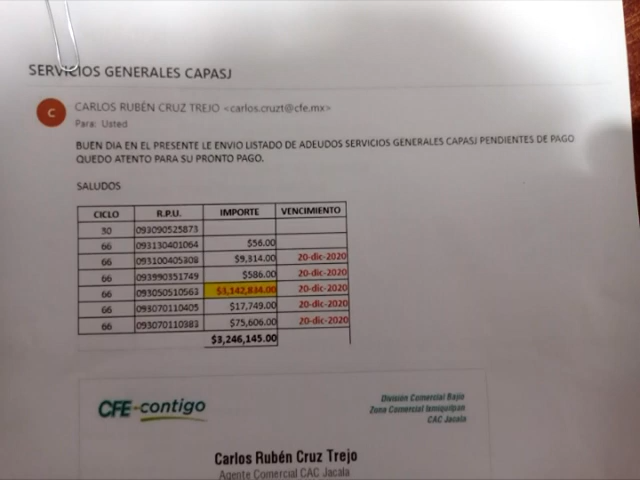 SERVICIOS GENERALES CAPASJ
C
CARLOS RUBÉN CRUZ TREJO <carlos.cruzt@cfe.mx>
Para: Usted
BUEN DIA EN EL PRESENTE LE ENVIO LISTADO DE ADEUDOS SERVICIOS GENERALES CAPASJ PENDIENTES DE PAGO
QUEDO ATENTO PARA SU PRONTO PAGO.
SALUDOS
CICLO R.P.U. IMPORTE VENCIMIENTO
30 093090525873
66 093130401064 $56.00
66 093100405308 $9,314.00 20-dic-2020
66 093990351749 $586.00 20-dic-2020
66 093050510563 $3,142,834.00 20-dic-2020
66 093070110405 $17,749.00 20-dic-2020
66 093070110383 $75,606.00 20-dic-2020
$3,246,145.00
CFE-contigo
División Comercial Bajío
Zona Comercial Ixmiquilpan
CAC Jacala
Carlos Rubén Cruz Trejo
Agente Comercial CAC Jacala